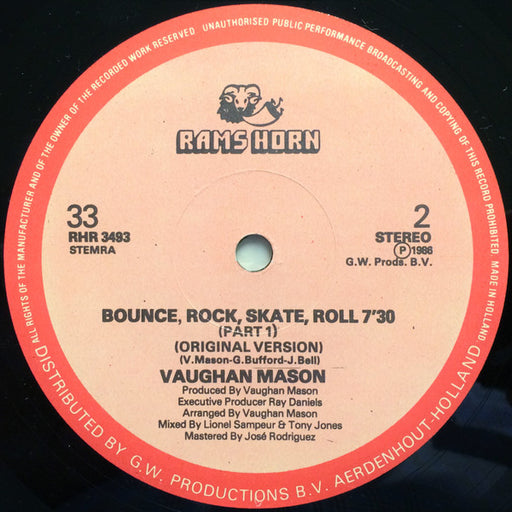 ALL RIGHTS OF THE MANUFACTURER AND OF THE OWNER OF THE RECORDED WORK RESERVED UNAUTHORISED PUBLIC PERFORMANCE BROADCASTING AND COPYING OF THIS RECORD PROHIBITED MADE IN HOLLAND
RAMS HORN
33
RHR 3493
STEMRA
2
STEREO
Ⓟ1986
G.W. Prods. B.V.
BOUNCE, ROCK, SKATE, ROLL 7'30
(PART 1)
(ORIGINAL VERSION)
(V.Mason-G.Bufford-J.Bell)
VAUGHAN MASON
Produced By Vaughan Mason
Executive Producer Ray Daniels
Arranged By Vaughan Mason
Mixed By Lionel Sampeur & Tony Jones
Mastered By José Rodriguez
DISTRIBUTED BY G.W. PRODUCTIONS B.V. AERDENHOUT-HOLLAND